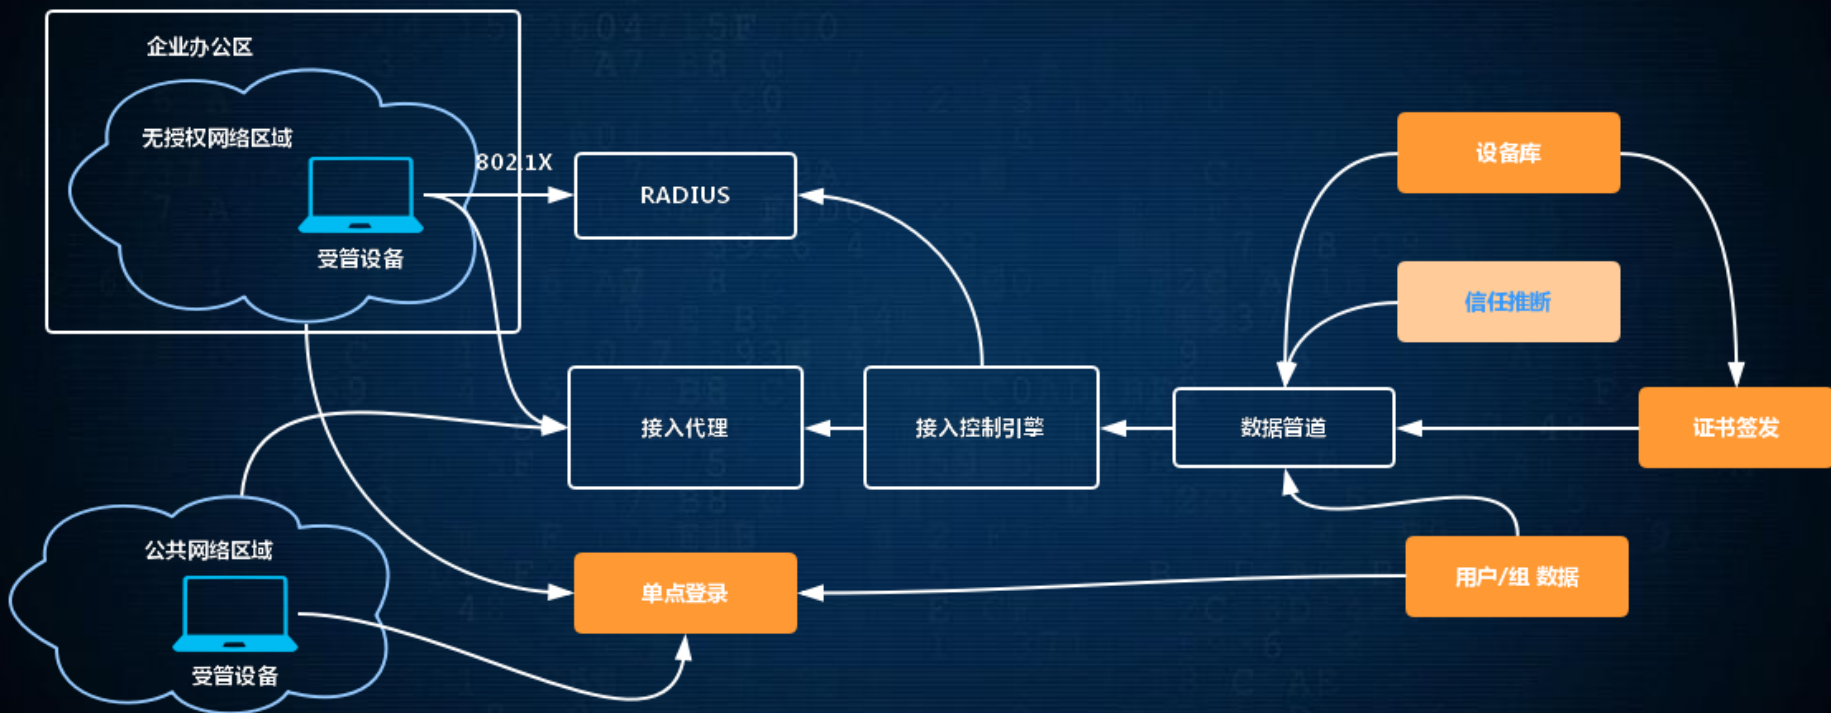 企业办公区
无授权网络区域
802.1X
受管设备
RADIUS
设备库
信任推断
接入代理
接入控制引擎
数据管道
证书签发
公共网络区域
受管设备
单点登录
用户/组 数据